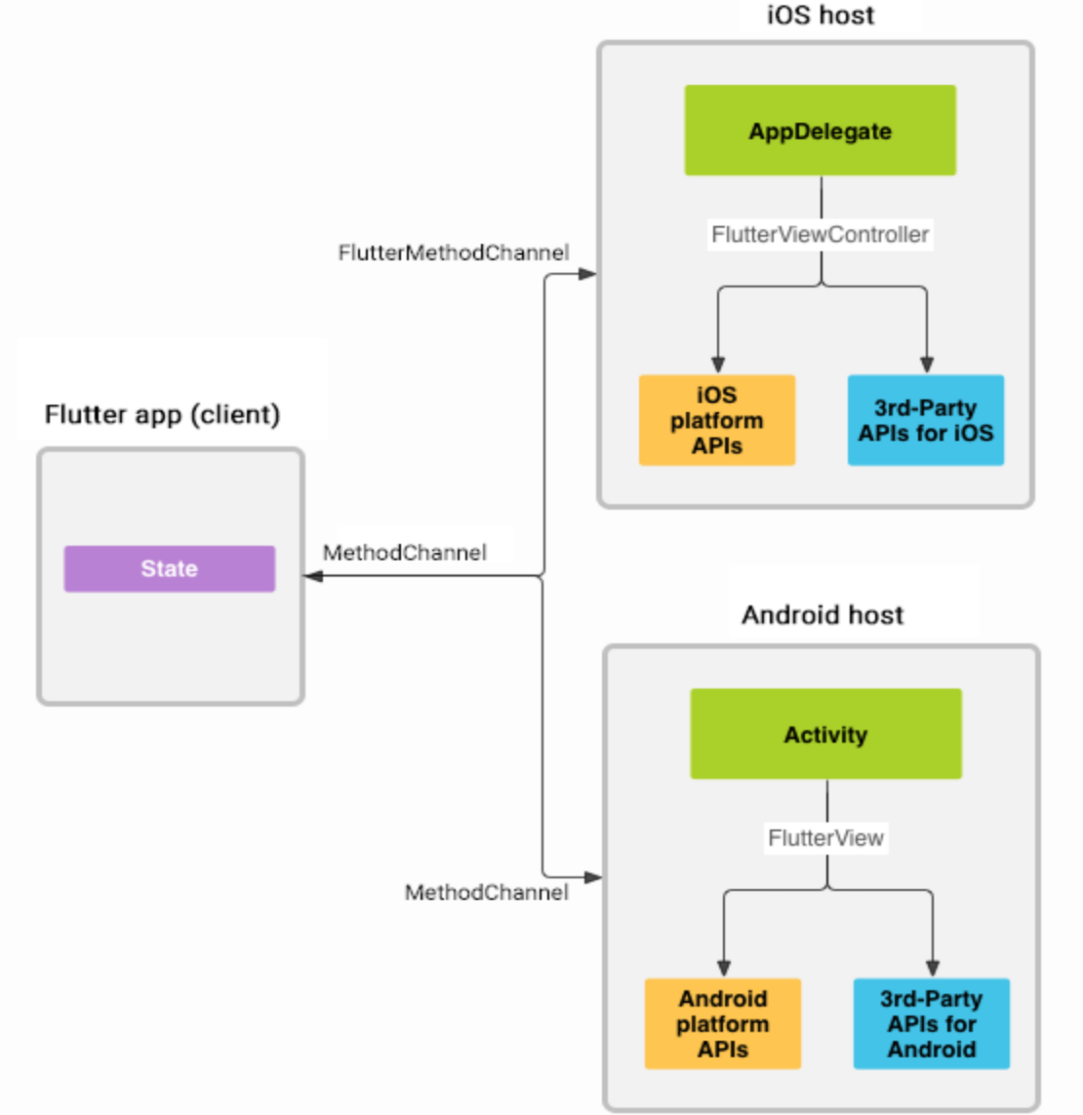 iOS host
AppDelegate
FlutterViewController
FlutterMethodChannel
iOS
platform
APIs
3rd-Party
APIs for iOS
Flutter app (client)
State
MethodChannel
Android host
Activity
FlutterView
MethodChannel
Android
platform
APIs
3rd-Party
APIs for
Android